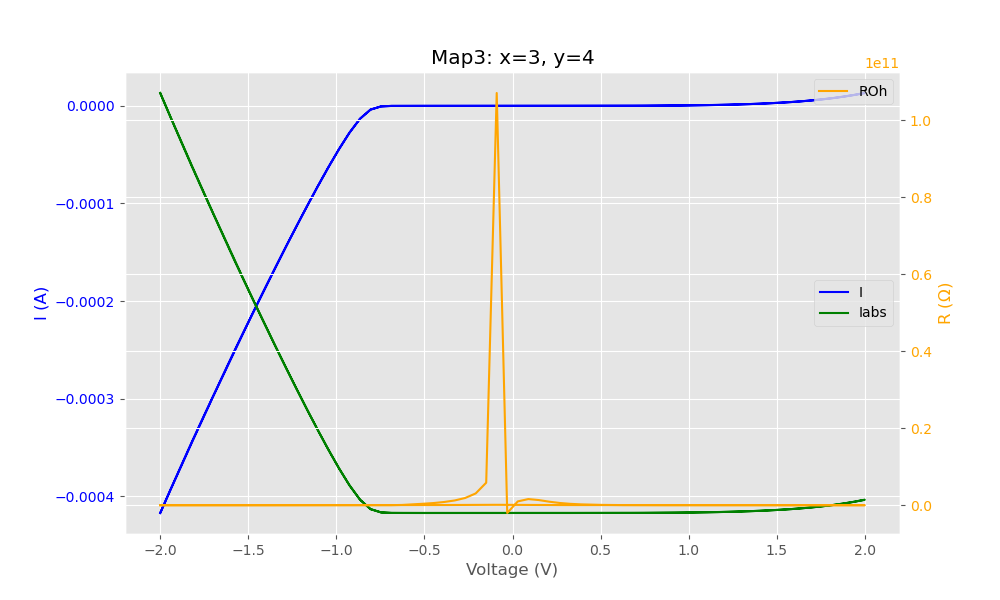 Map3: x=3, y=4
1e11
ROh
I
Iabs
I (A)
0.0000
−0.0001
−0.0002
−0.0003
−0.0004
R (Ω)
1.0
0.8
0.6
0.4
0.2
0.0
−2.0 −1.5 −1.0 −0.5 0.0 0.5 1.0 1.5 2.0
Voltage (V)